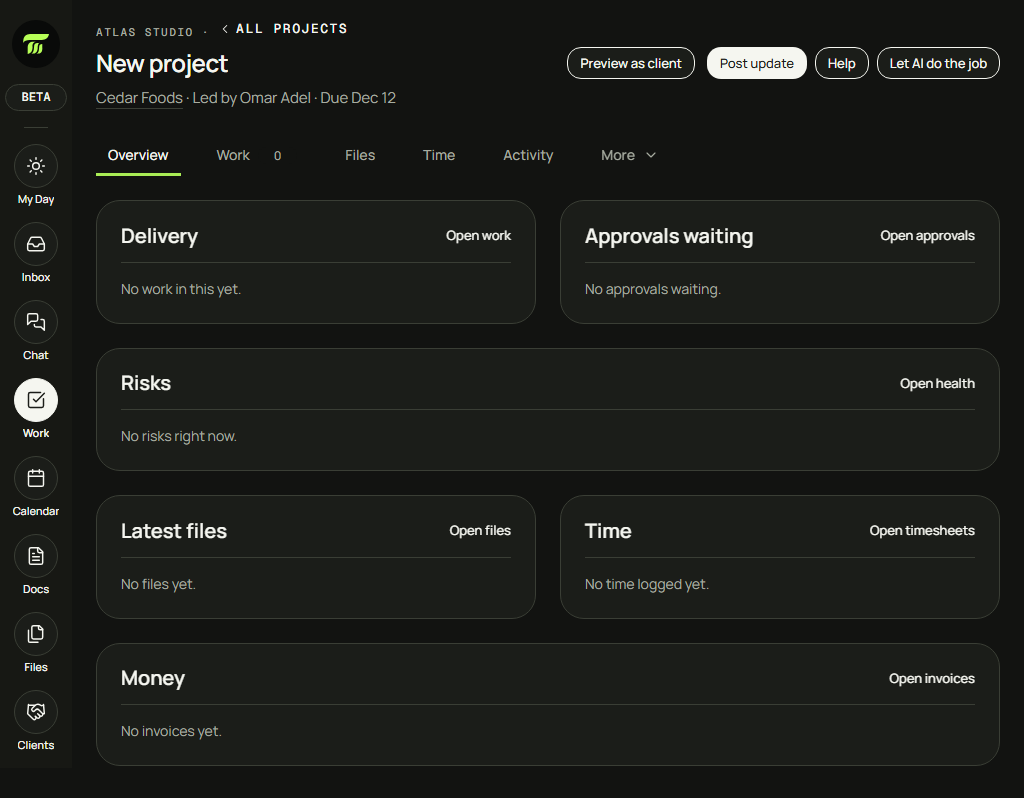 ATLAS STUDIO · ALL PROJECTS
New project
Cedar Foods · Led by Omar Adel · Due Dec 12
Preview as client
Post update
Help
Let AI do the job
BETA
My Day
Inbox
Chat
Work
Calendar
Docs
Files
Clients
Overview
Work 0
Files
Time
Activity
More
Delivery
Open work
No work in this yet.
Approvals waiting
Open approvals
No approvals waiting.
Risks
Open health
No risks right now.
Latest files
Open files
No files yet.
Time
Open timesheets
No time logged yet.
Money
Open invoices
No invoices yet.